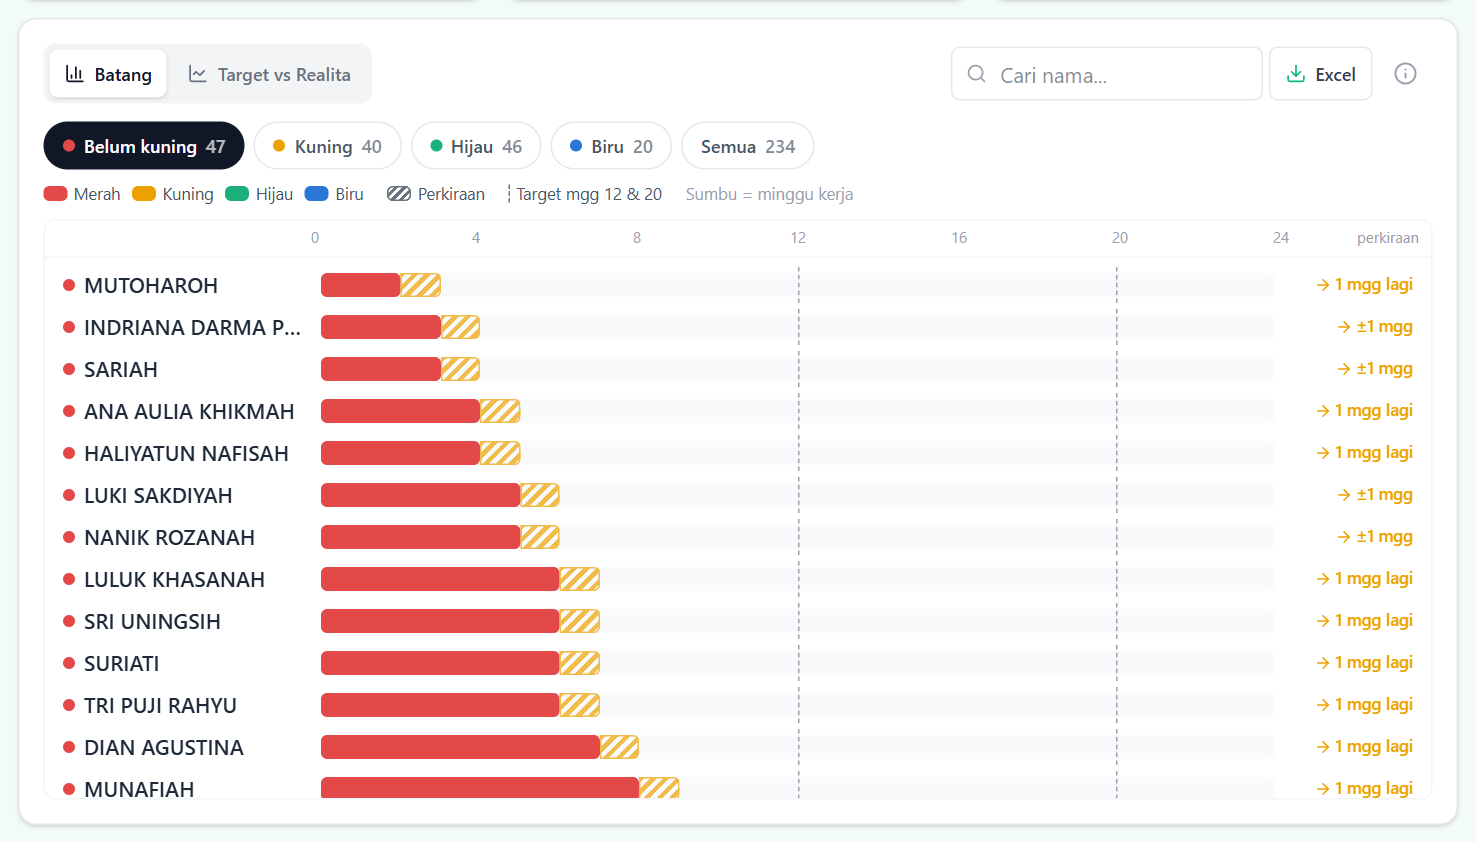 Batang Target vs Realita Cari nama... Excel
Belum kuning 47 Kuning 40 Hijau 46 Biru 20 Semua 234
Merah Kuning Hijau Biru Perkiraan Target mgg 12 & 20 Sumbu = minggu kerja
0 4 8 12 16 20 24 perkiraan
MUTOHAROH → 1 mgg lagi
INDRIANA DARMA P... → ±1 mgg
SARIAH → ±1 mgg
ANA AULIA KHIKMAH → 1 mgg lagi
HALIYATUN NAFISAH → 1 mgg lagi
LUKI SAKDIYAH → ±1 mgg
NANIK ROZANAH → ±1 mgg
LULUK KHASANAH → 1 mgg lagi
SRI UNINGSIH → 1 mgg lagi
SURIATI → 1 mgg lagi
TRI PUJI RAHYU → 1 mgg lagi
DIAN AGUSTINA → 1 mgg lagi
MUNAFIAH → 1 mgg lagi